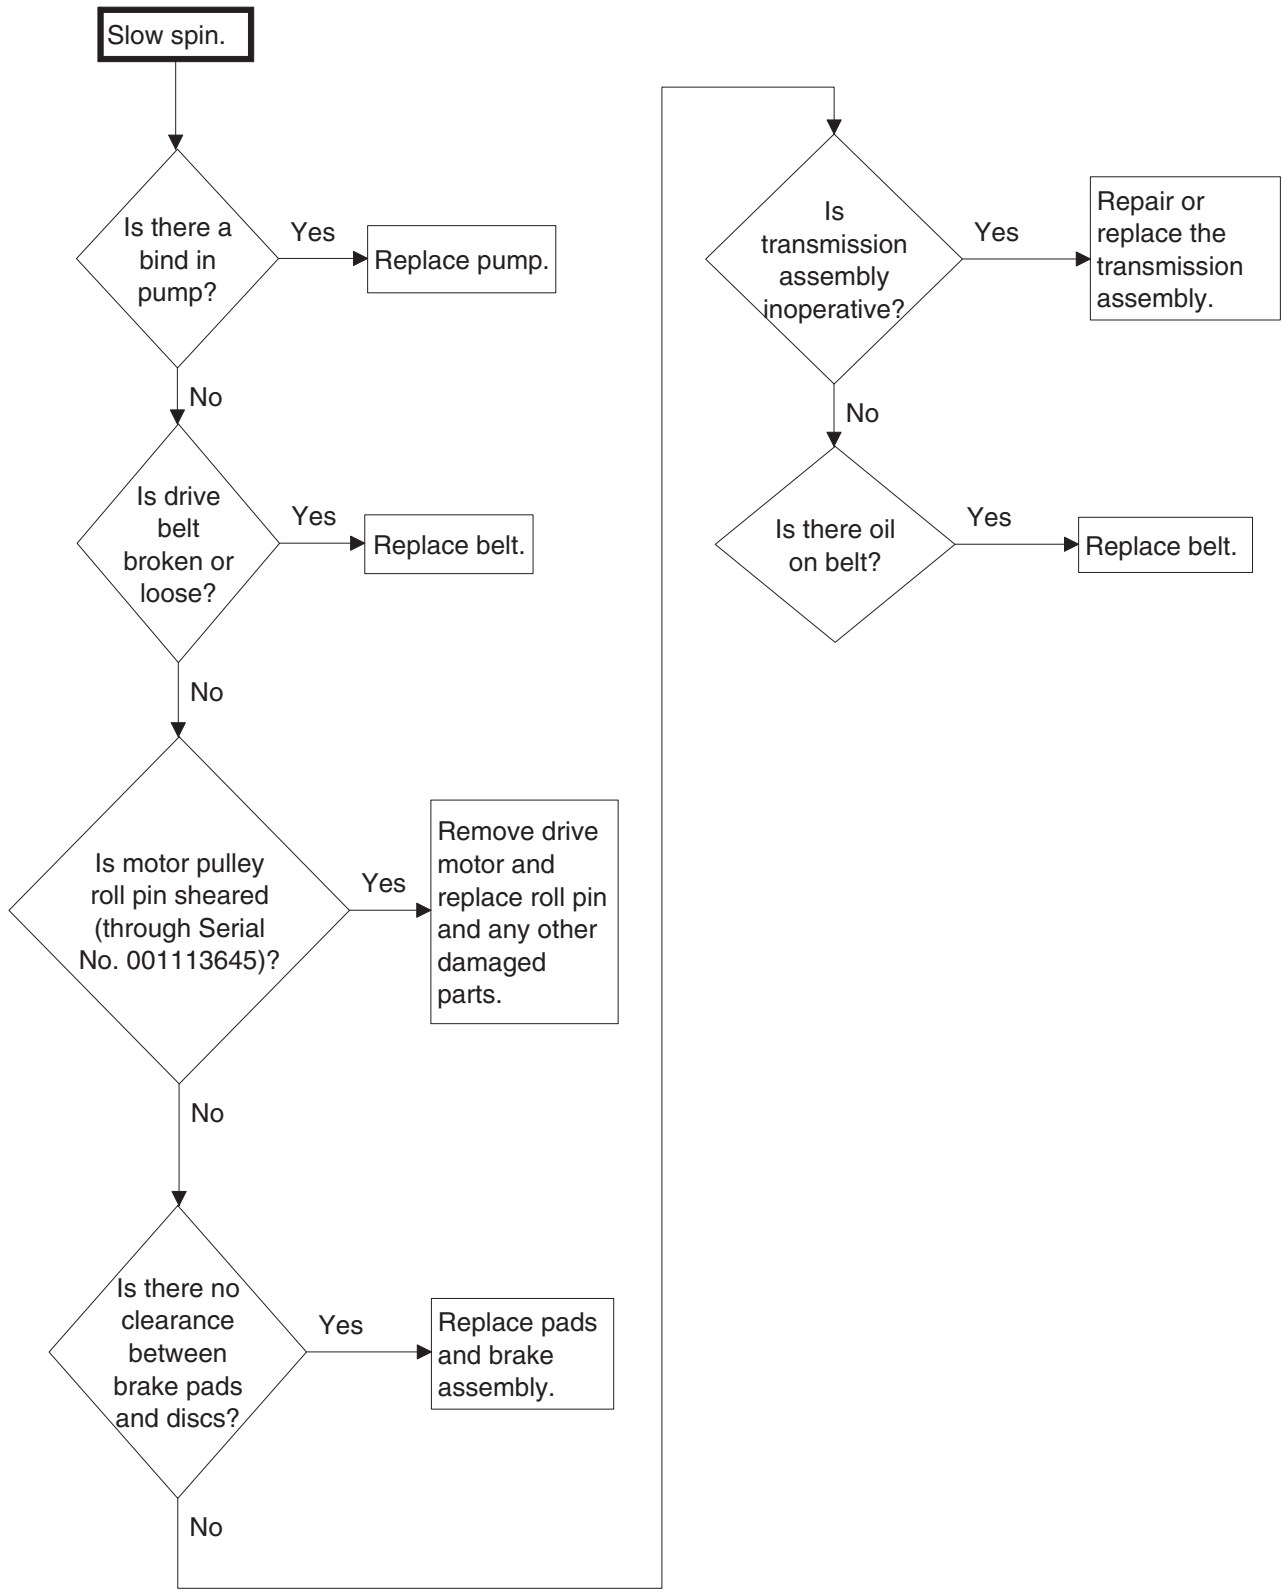 Slow spin.
Is there a
bind in
pump?
Yes
Replace pump.
No
Is drive
belt
broken or
loose?
Yes
Replace belt.
No
Is motor pulley
roll pin sheared
(through Serial
No. 001113645)?
Yes
Remove drive
motor and
replace roll pin
and any other
damaged
parts.
No
Is there no
clearance
between
brake pads
and discs?
Yes
Replace pads
and brake
assembly.
No
Is
transmission
assembly
inoperative?
Yes
Repair or
replace the
transmission
assembly.
No
Is there oil
on belt?
Yes
Replace belt.